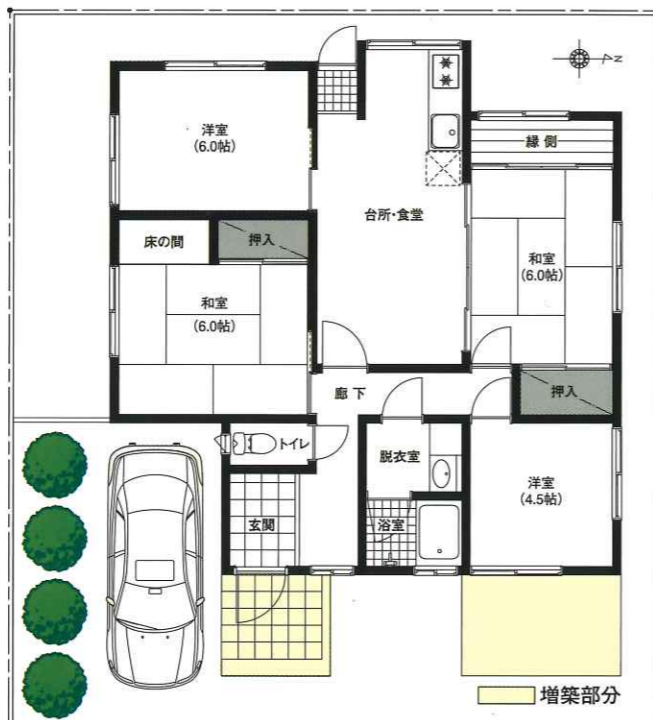 N
洋室
(6.0帖)
縁側
台所・食堂
床の間
押入
和室
(6.0帖)
和室
(6.0帖)
廊下
押入
トイレ
脱衣室
洋室
(4.5帖)
玄関
浴室
増築部分